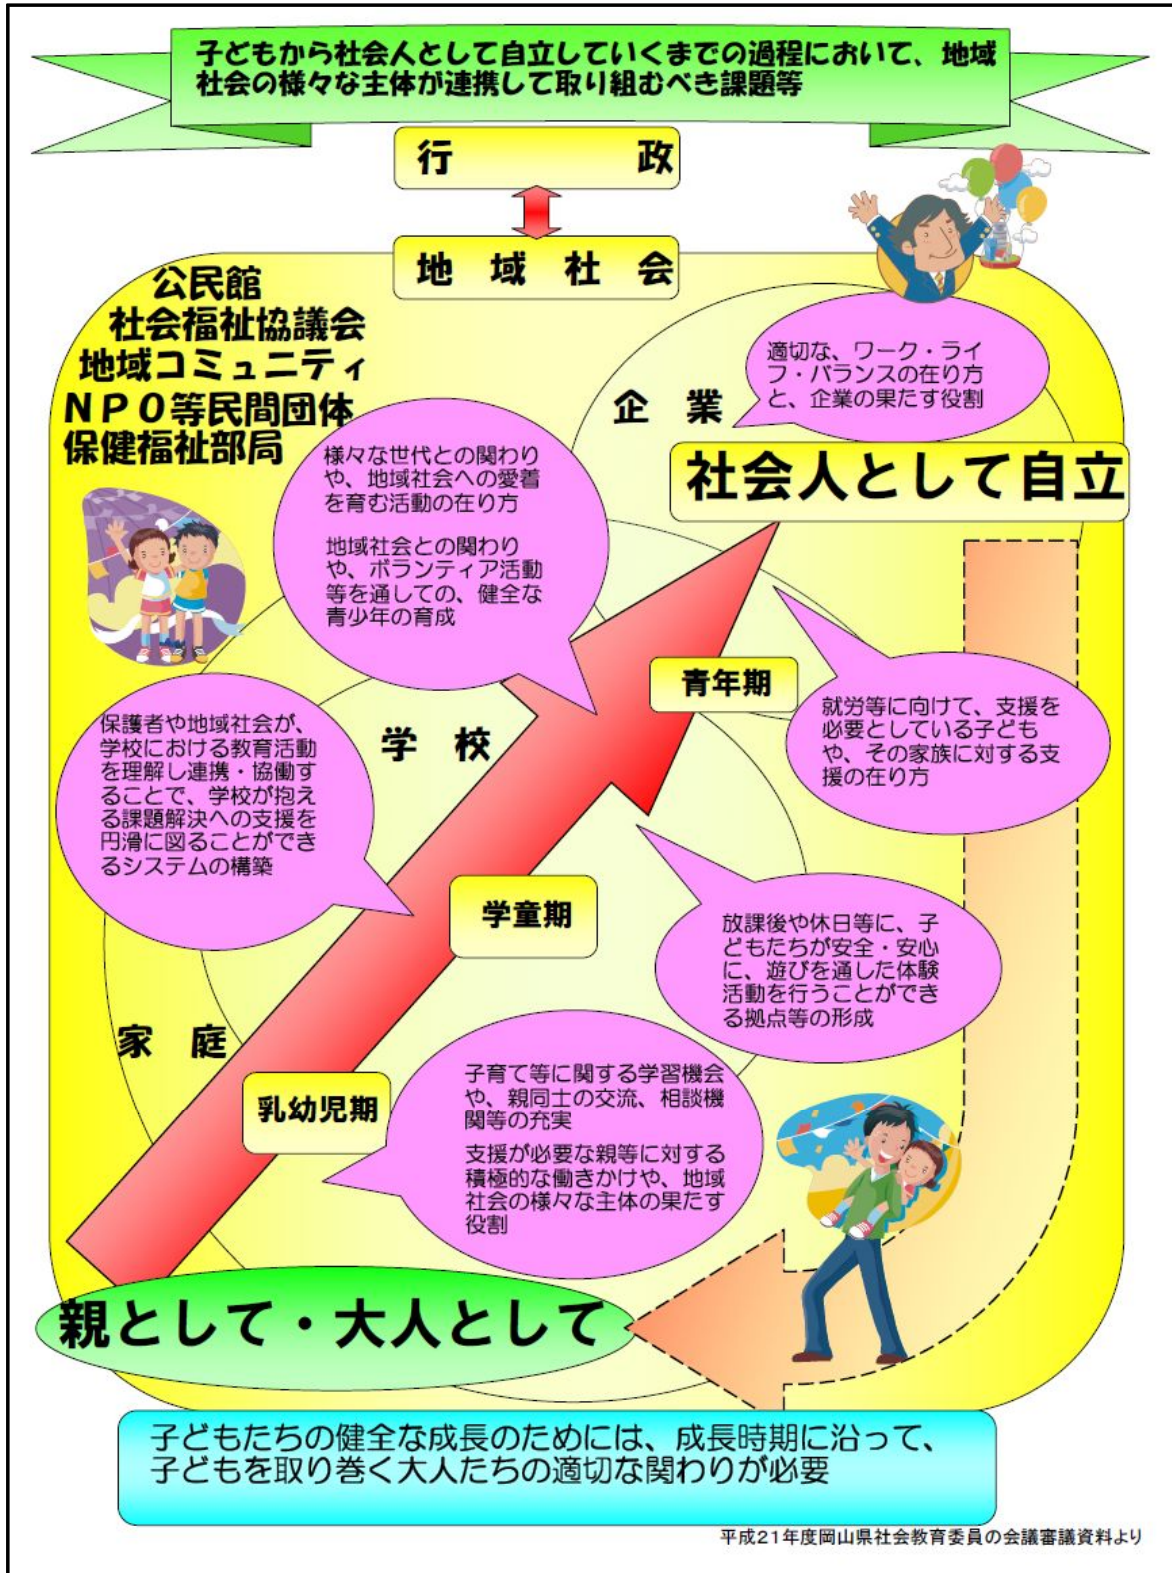 子どもから社会人として自立していくまでの過程において、地域
社会の様々な主体が連携して取り組むべき課題等
行　政
地　域　社　会
公民館
社会福祉協議会
地域コミュニティ
NPO等民間団体
保健福祉部局
適切な、ワーク・ライ
フ・バランスの在り方
と、企業の果たす役割
企　業
社会人として自立
様々な世代との関わり
や、地域社会への愛着
を育む活動の在り方
地域社会との関わり
や、ボランティア活動
等を通しての、健全な
青少年の育成
青年期
就労等に向けて、支援を
必要としている子ども
や、その家族に対する支
援の在り方
学　校
保護者や地域社会が、
学校における教育活動
を理解し連携・協働す
ることで、学校が抱え
る課題解決への支援を
円滑に図ることができ
るシステムの構築
学童期
放課後や休日等に、子
どもたちが安全・安心
に、遊びを通した体験
活動を行うことができ
る拠点等の形成
家　庭
乳幼児期
子育て等に関する学習機会
や、親同士の交流、相談機
関等の充実
支援が必要な親等に対する
積極的な働きかけや、地域
社会の様々な主体の果たす
役割
親として・大人として
子どもたちの健全な成長のためには、成長時期に沿って、
子どもを取り巻く大人たちの適切な関わりが必要
平成21年度岡山県社会教育委員の会議審議資料より